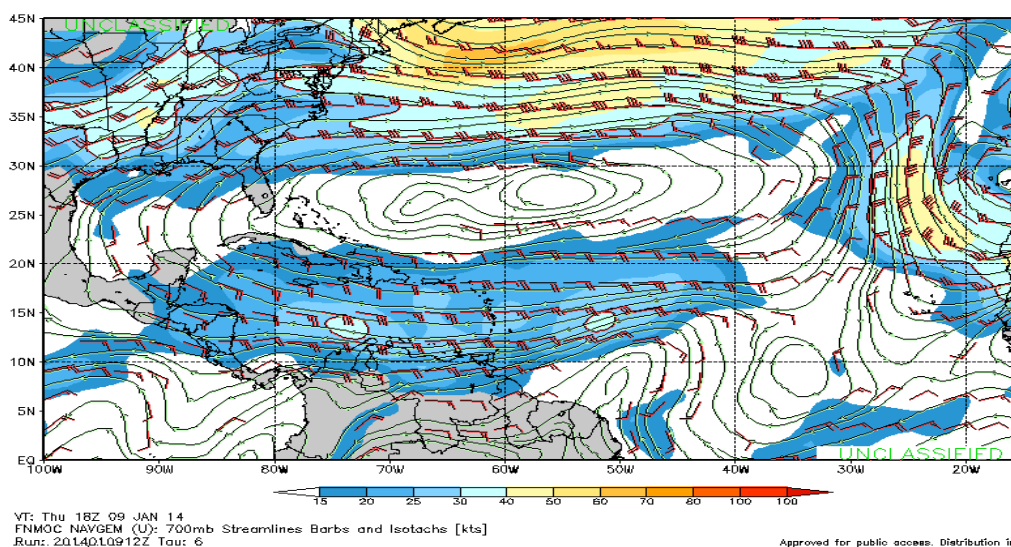 UNCLASSIFIED
45N
40N
35N
30N
25N
20N
15N
10N
5N
EQ
UNCLASSIFIED
100W 90W 80W 70W 60W 50W 40W 30W 20W
15 20 25 30 40 50 60 80 100
VT: Thu 18Z 09 JAN 14
FNMOC NAVGEM (U): 700mb Streamlines Barbs and Isotachs [kts]
Run: 2014010912Z Tau: 6
Approved for public access. Distribution